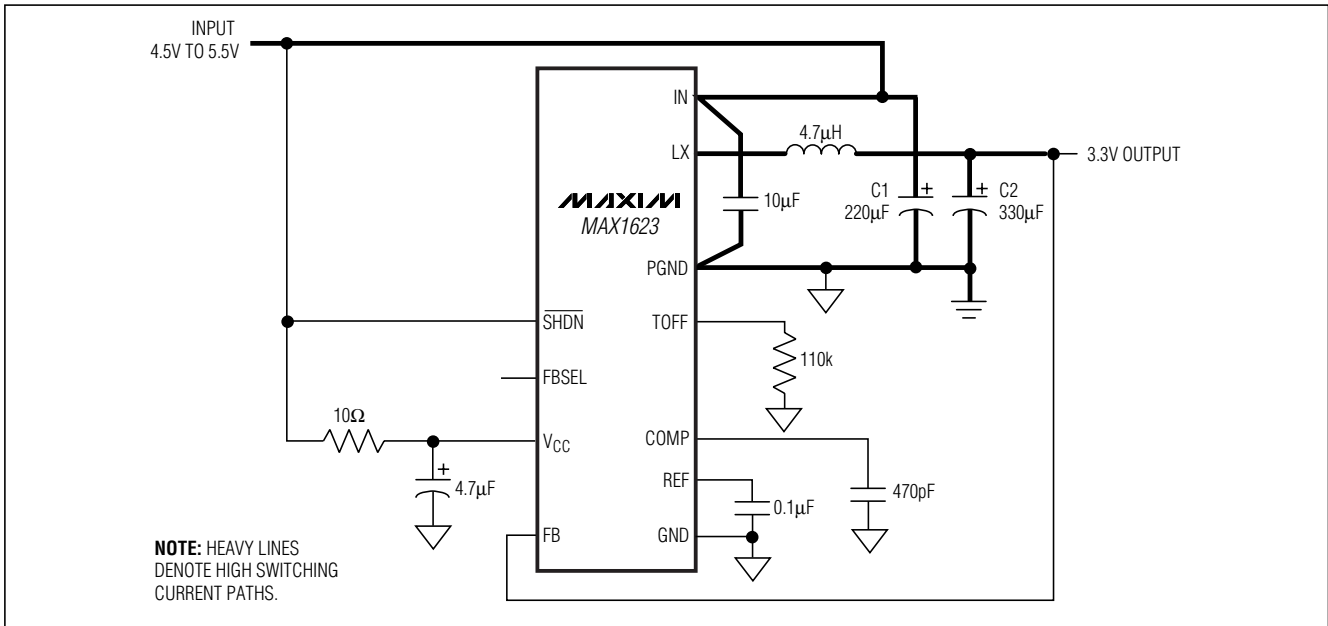 INPUT
4.5V TO 5.5V
IN
4.7μH
LX
3.3V OUTPUT
10μF
C1
220μF
+
+
C2
330μF
MAXIM
MAX1623
PGND
SHDN
TOFF
110k
FBSEL
10Ω
VCC
COMP
+
4.7μF
REF
470pF
0.1μF
FB
GND
NOTE: HEAVY LINES
DENOTE HIGH SWITCHING
CURRENT PATHS.